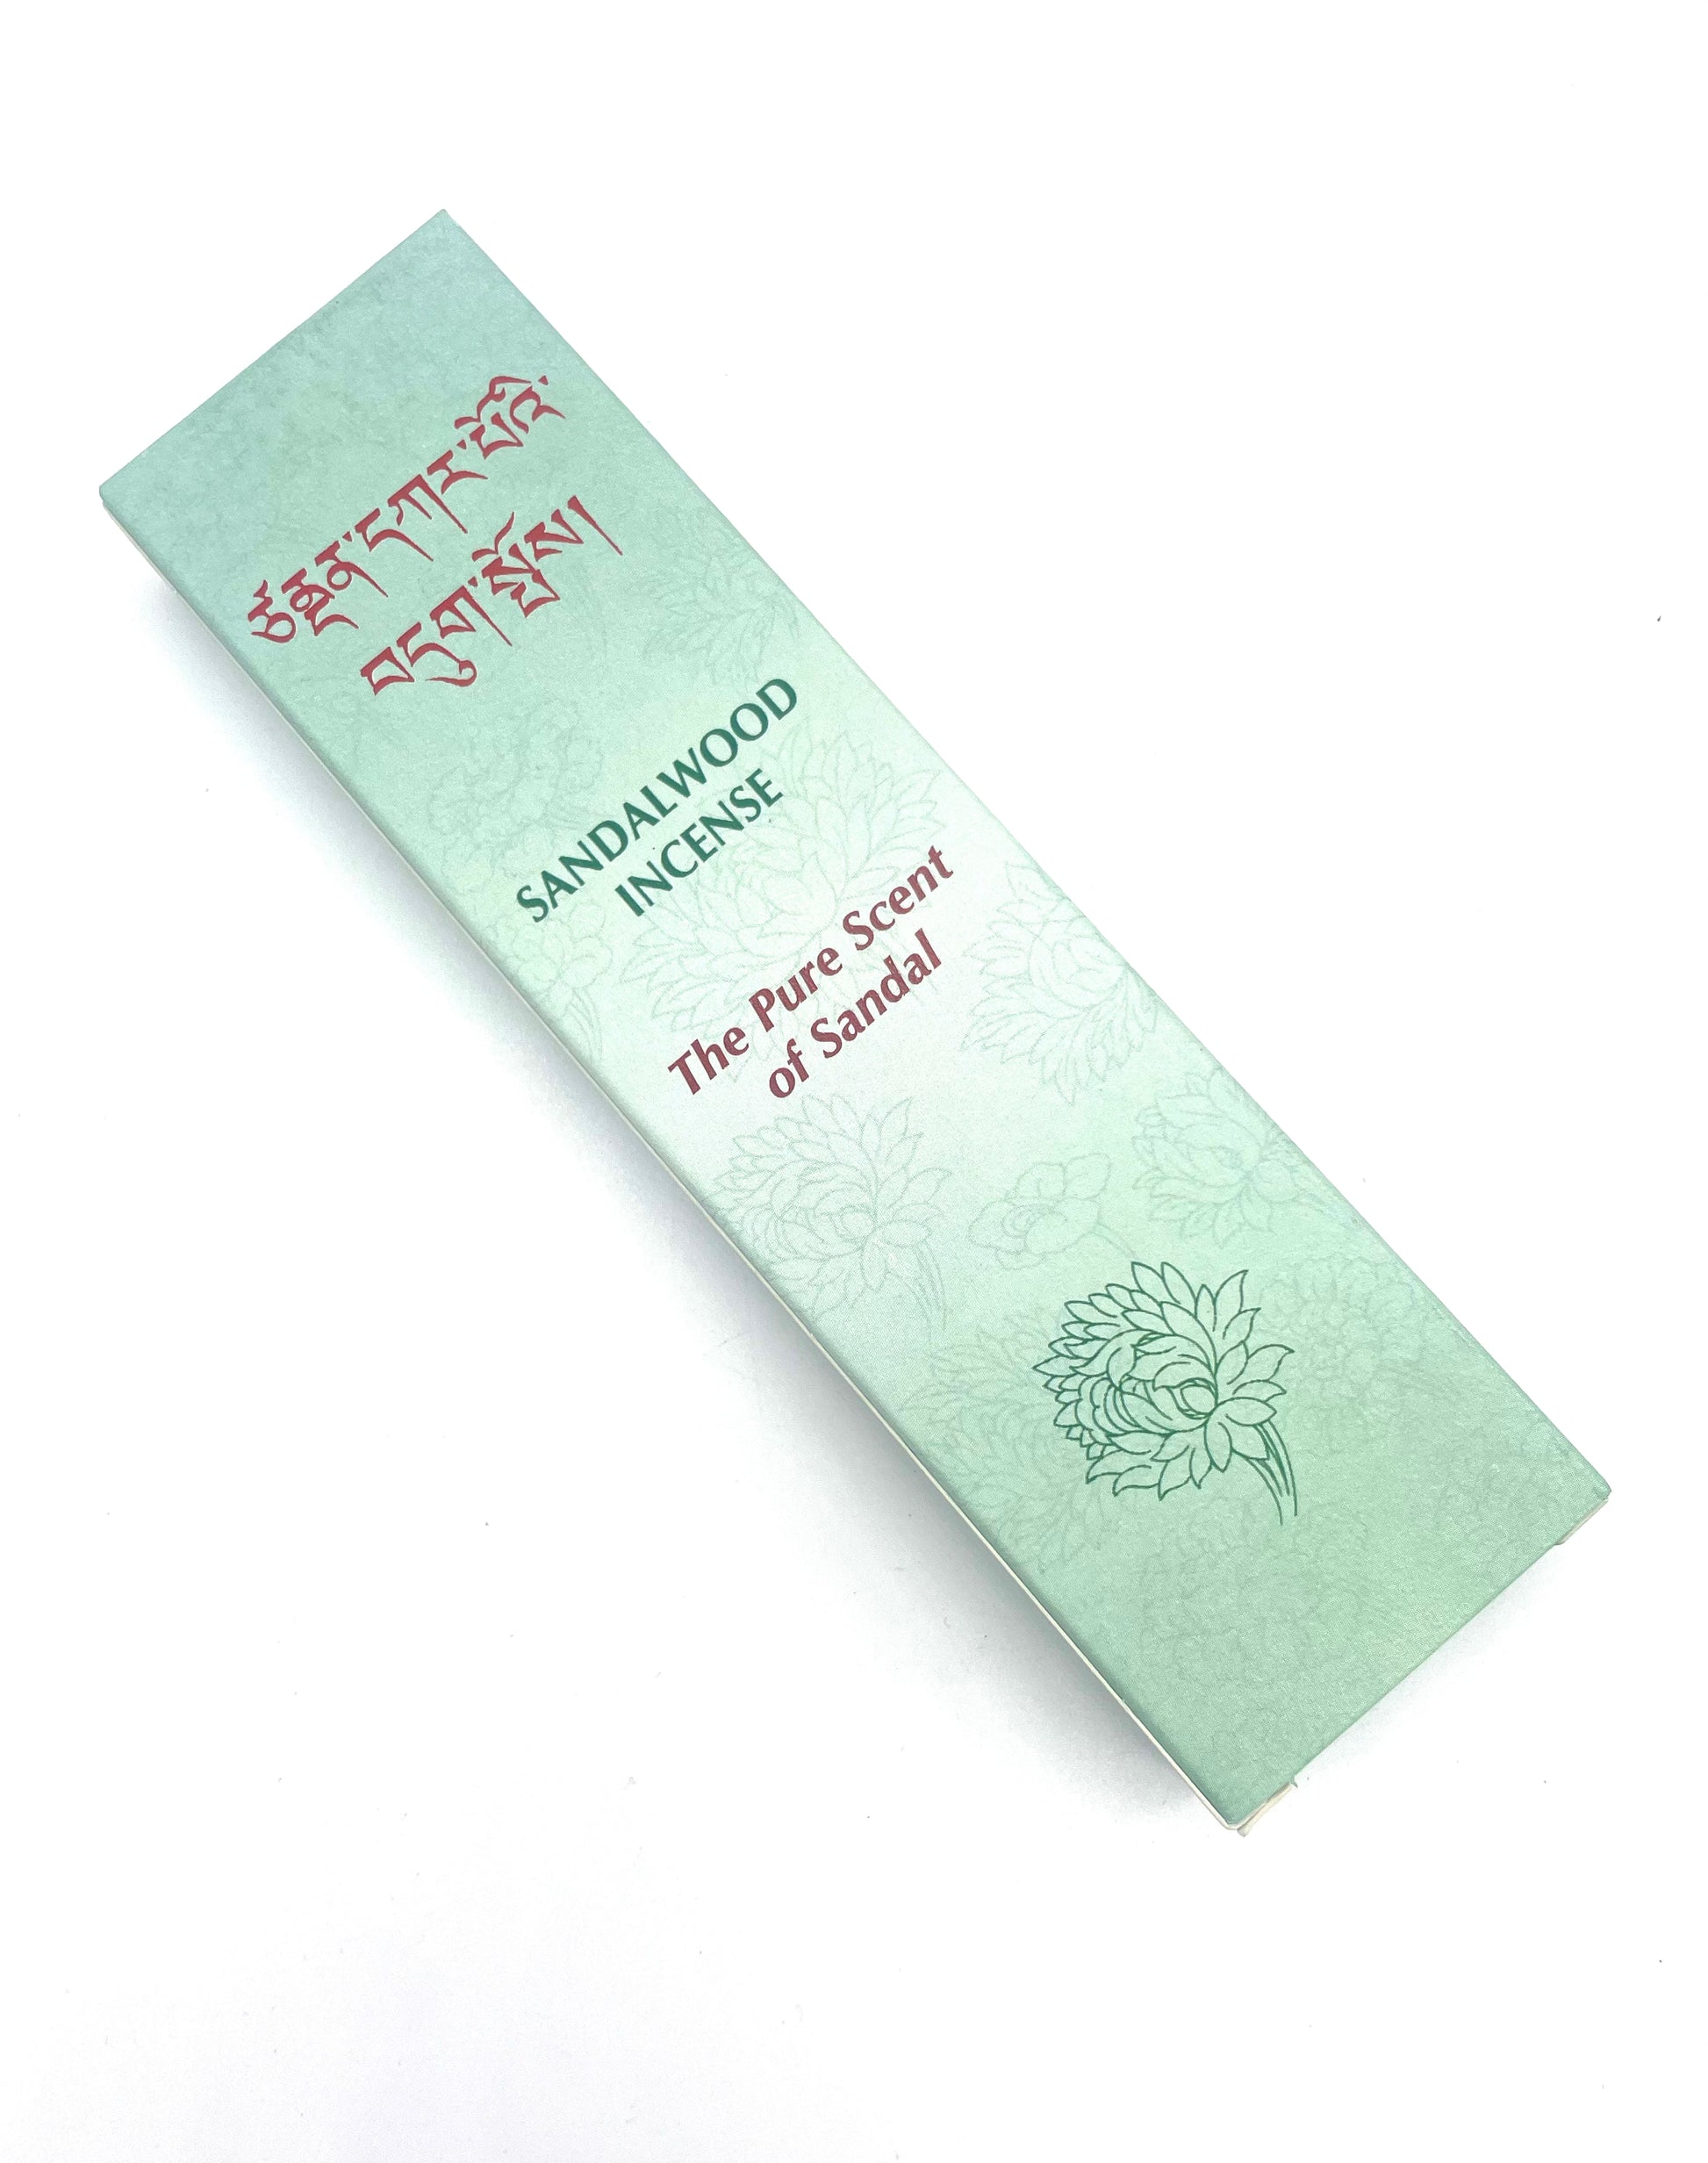 ཙནྡན་དཀར་པོའི་
བདུག་སྤོས།
SANDALWOOD
INCENSE
The Pure Scent
of Sandal